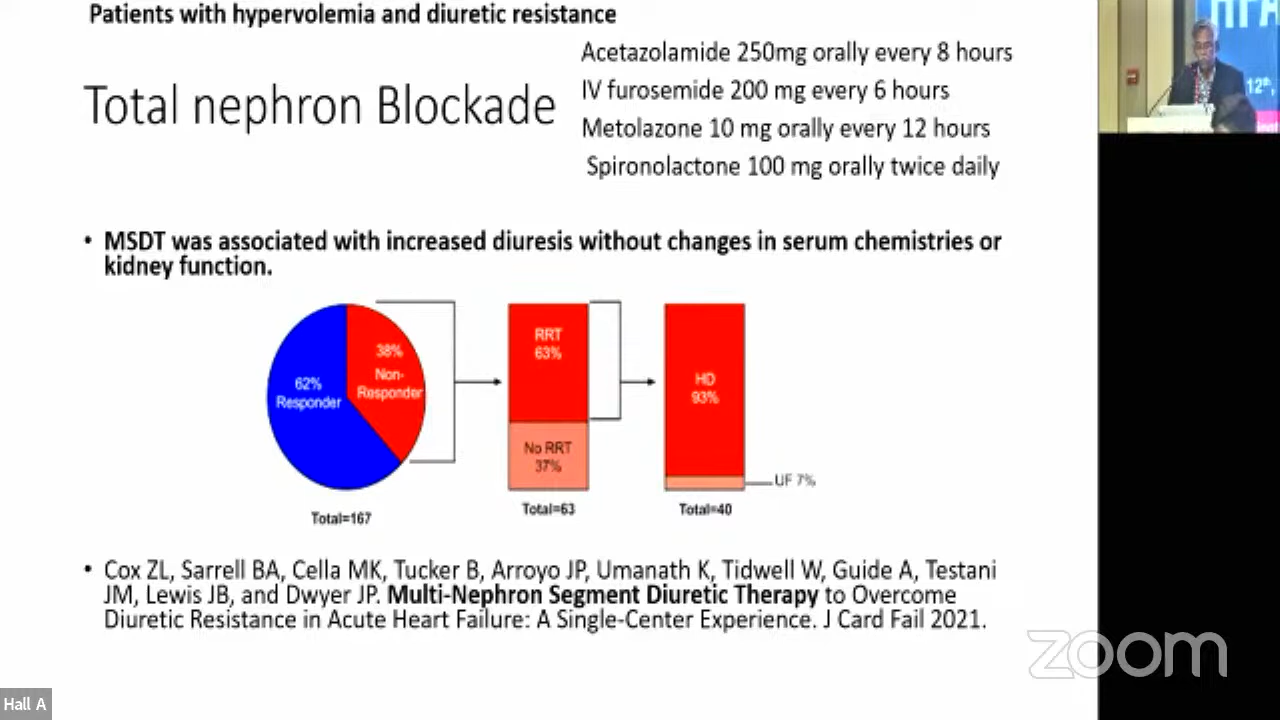 Patients with hypervolemia and diuretic resistance
Total nephron Blockade
Acetazolamide 250mg orally every 8 hours
IV furosemide 200 mg every 6 hours
Metolazone 10 mg orally every 12 hours
Spironolactone 100 mg orally twice daily
• MSDT was associated with increased diuresis without changes in serum chemistries or
kidney function.
62%
Responder
38%
Non-
Responder
Total=167
RRT
63%
No RRT
37%
Total=63
HD
93%
UF 7%
Total=40
• Cox ZL, Sarrell BA, Cella MK, Tucker B, Arroyo JP, Umanath K, Tidwell W, Guide A, Testani
JM, Lewis JB, and Dwyer JP. Multi-Nephron Segment Diuretic Therapy to Overcome
Diuretic Resistance in Acute Heart Failure: A Single-Center Experience. J Card Fail 2021.
zoom
Hall A
HFA
12th,